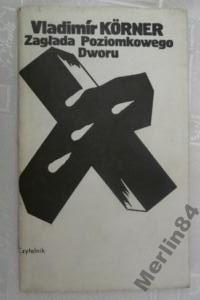 Vladimír KÖRNER
Zagłada Poziomkowego
Dworu
Czytelnik
Merlin84